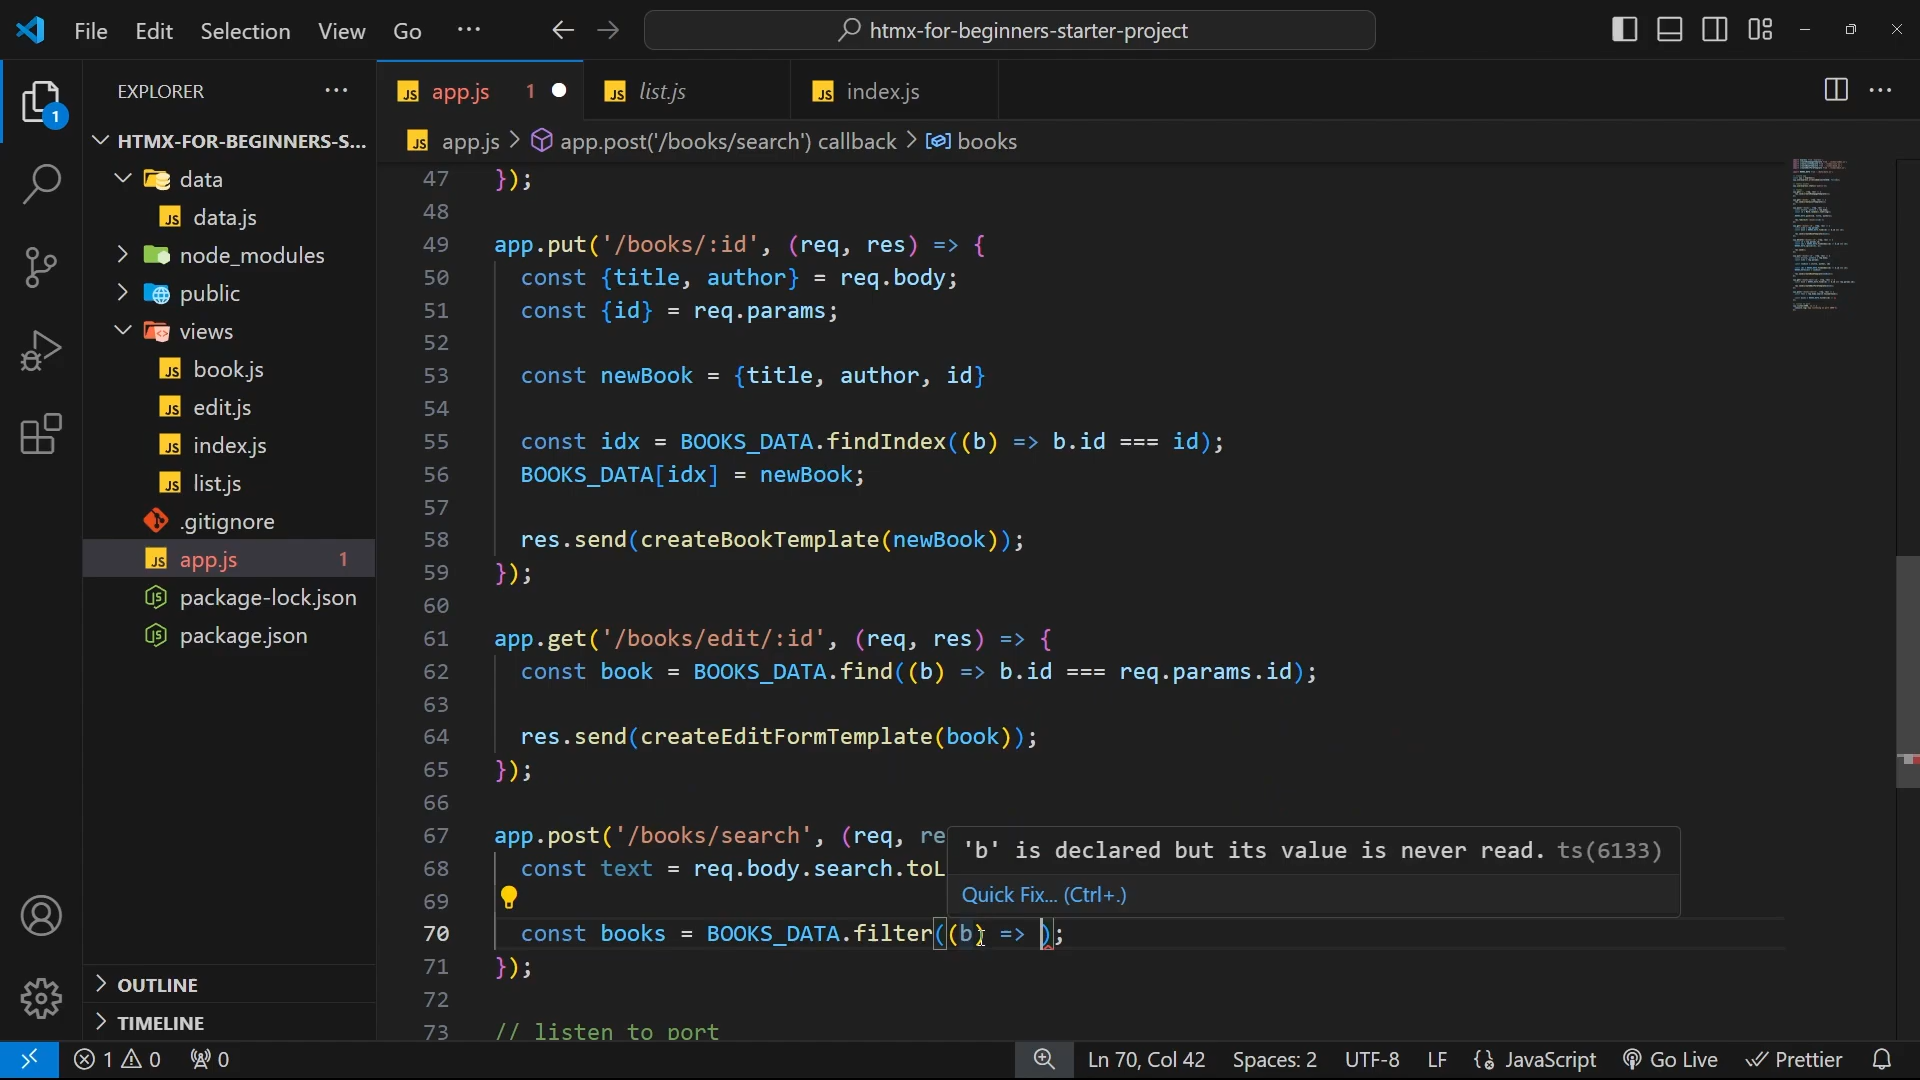 File Edit Selection View Go ··· htmx-for-beginners-starter-project
EXPLORER ···
app.js 1
list.js
index.js
app.js > app.post('/books/search') callback > books
1
HTMX-FOR-BEGINNERS-S...
data
data.js
node_modules
public
views
book.js
edit.js
index.js
list.js
.gitignore
app.js 1
package-lock.json
package.json
OUTLINE
TIMELINE
47 });
48
49 app.put('/books/:id', (req, res) => {
50 const {title, author} = req.body;
51 const {id} = req.params;
52
53 const newBook = {title, author, id}
54
55 const idx = BOOKS_DATA.findIndex((b) => b.id === id);
56 BOOKS_DATA[idx] = newBook;
57
58 res.send(createBookTemplate(newBook));
59 });
60
61 app.get('/books/edit/:id', (req, res) => {
62 const book = BOOKS_DATA.find((b) => b.id === req.params.id);
63
64 res.send(createEditFormTemplate(book));
65 });
66
67 app.post('/books/search', (req, re
68 const text = req.body.search.toL
69
70 const books = BOOKS_DATA.filter((b) => );
71 });
72
73 // listen to port
'b' is declared but its value is never read. ts(6133)
Quick Fix... (Ctrl+.)
1 0 0 Ln 70, Col 42 Spaces: 2 UTF-8 LF JavaScript Go Live Prettier